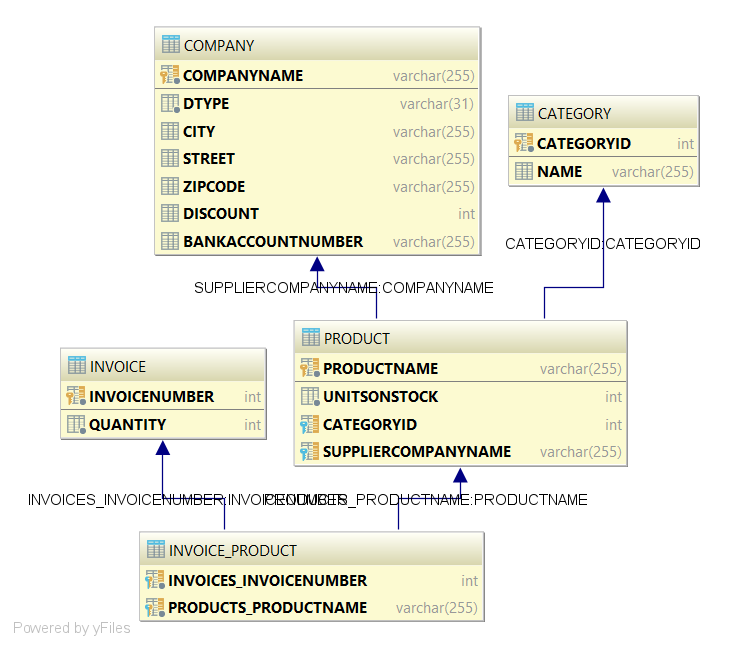 COMPANY
COMPANYNAME varchar(255)
DTYPE varchar(31)
CITY varchar(255)
STREET varchar(255)
ZIPCODE varchar(255)
DISCOUNT int
BANKACCOUNTNUMBER varchar(255)
CATEGORY
CATEGORYID int
NAME varchar(255)
CATEGORYID:CATEGORYID
SUPPLIERCOMPANYNAME:COMPANYNAME
PRODUCT
PRODUCTNAME varchar(255)
UNITSONSTOCK int
CATEGORYID int
SUPPLIERCOMPANYNAME varchar(255)
INVOICE
INVOICENUMBER int
QUANTITY int
INVOICES_INVOICENUMBER:INVOICENUMBER
PRODUCTS_PRODUCTNAME:PRODUCTNAME
INVOICE_PRODUCT
INVOICES_INVOICENUMBER int
PRODUCTS_PRODUCTNAME varchar(255)
Powered by yFiles